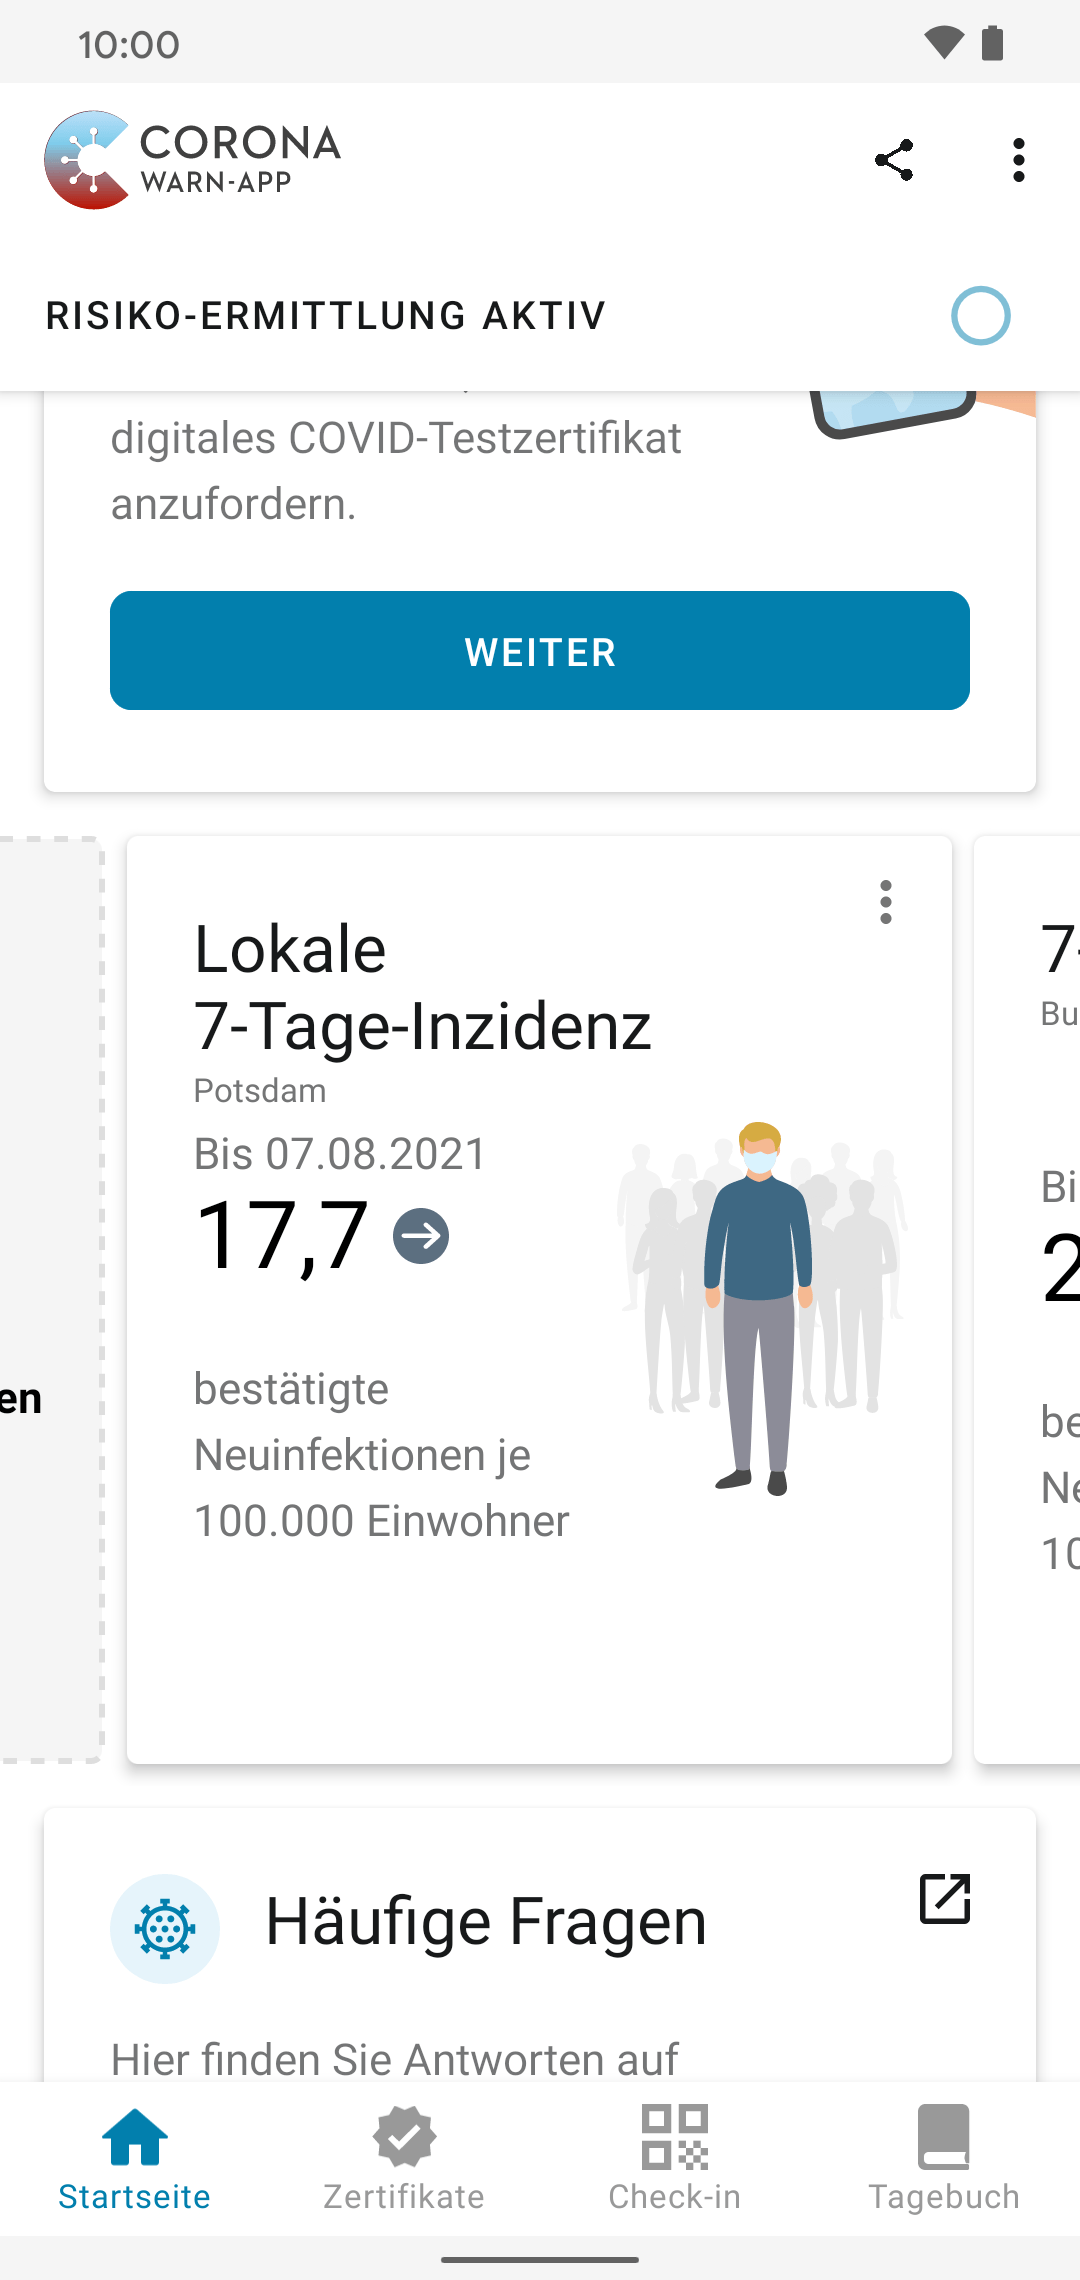 10:00
CORONA
WARN-APP
RISIKO-ERMITTLUNG AKTIV
digitales COVID-Testzertifikat
anzufordern.
WEITER
en
Lokale
7-Tage-Inzidenz
Potsdam
Bis 07.08.2021
17,7
bestätigte
Neuinfektionen je
100.000 Einwohner
7-
Bu
Bi
2
be
Ne
10
Häufige Fragen
Hier finden Sie Antworten auf
Startseite
Zertifikate
Check-in
Tagebuch